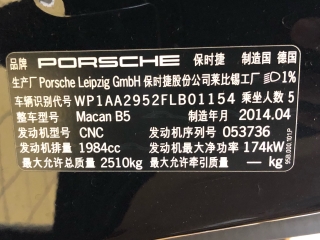 品牌 PORSCHE 保时捷 制造国 德国
生产厂 Porsche Leipzig GmbH 保时捷股份公司莱比锡工厂 1%
车辆识别代号 WP1AA2952FLB01154 乘坐人数 5
整车型号 Macan B5 制造年月 2014.04
发动机型号 CNC 发动机序列号 053736
发动机排量 1984cc 发动机最大净功率 174kW
最大允许总质量 2510kg 最大允许牵引质量 — kg